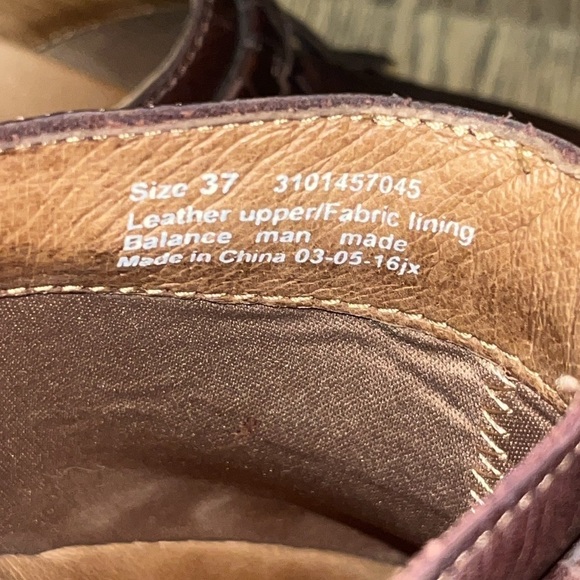 Size 37 3101457045
Leather upper/Fabric lining
Balance man made
Made in China 03-05-16jx